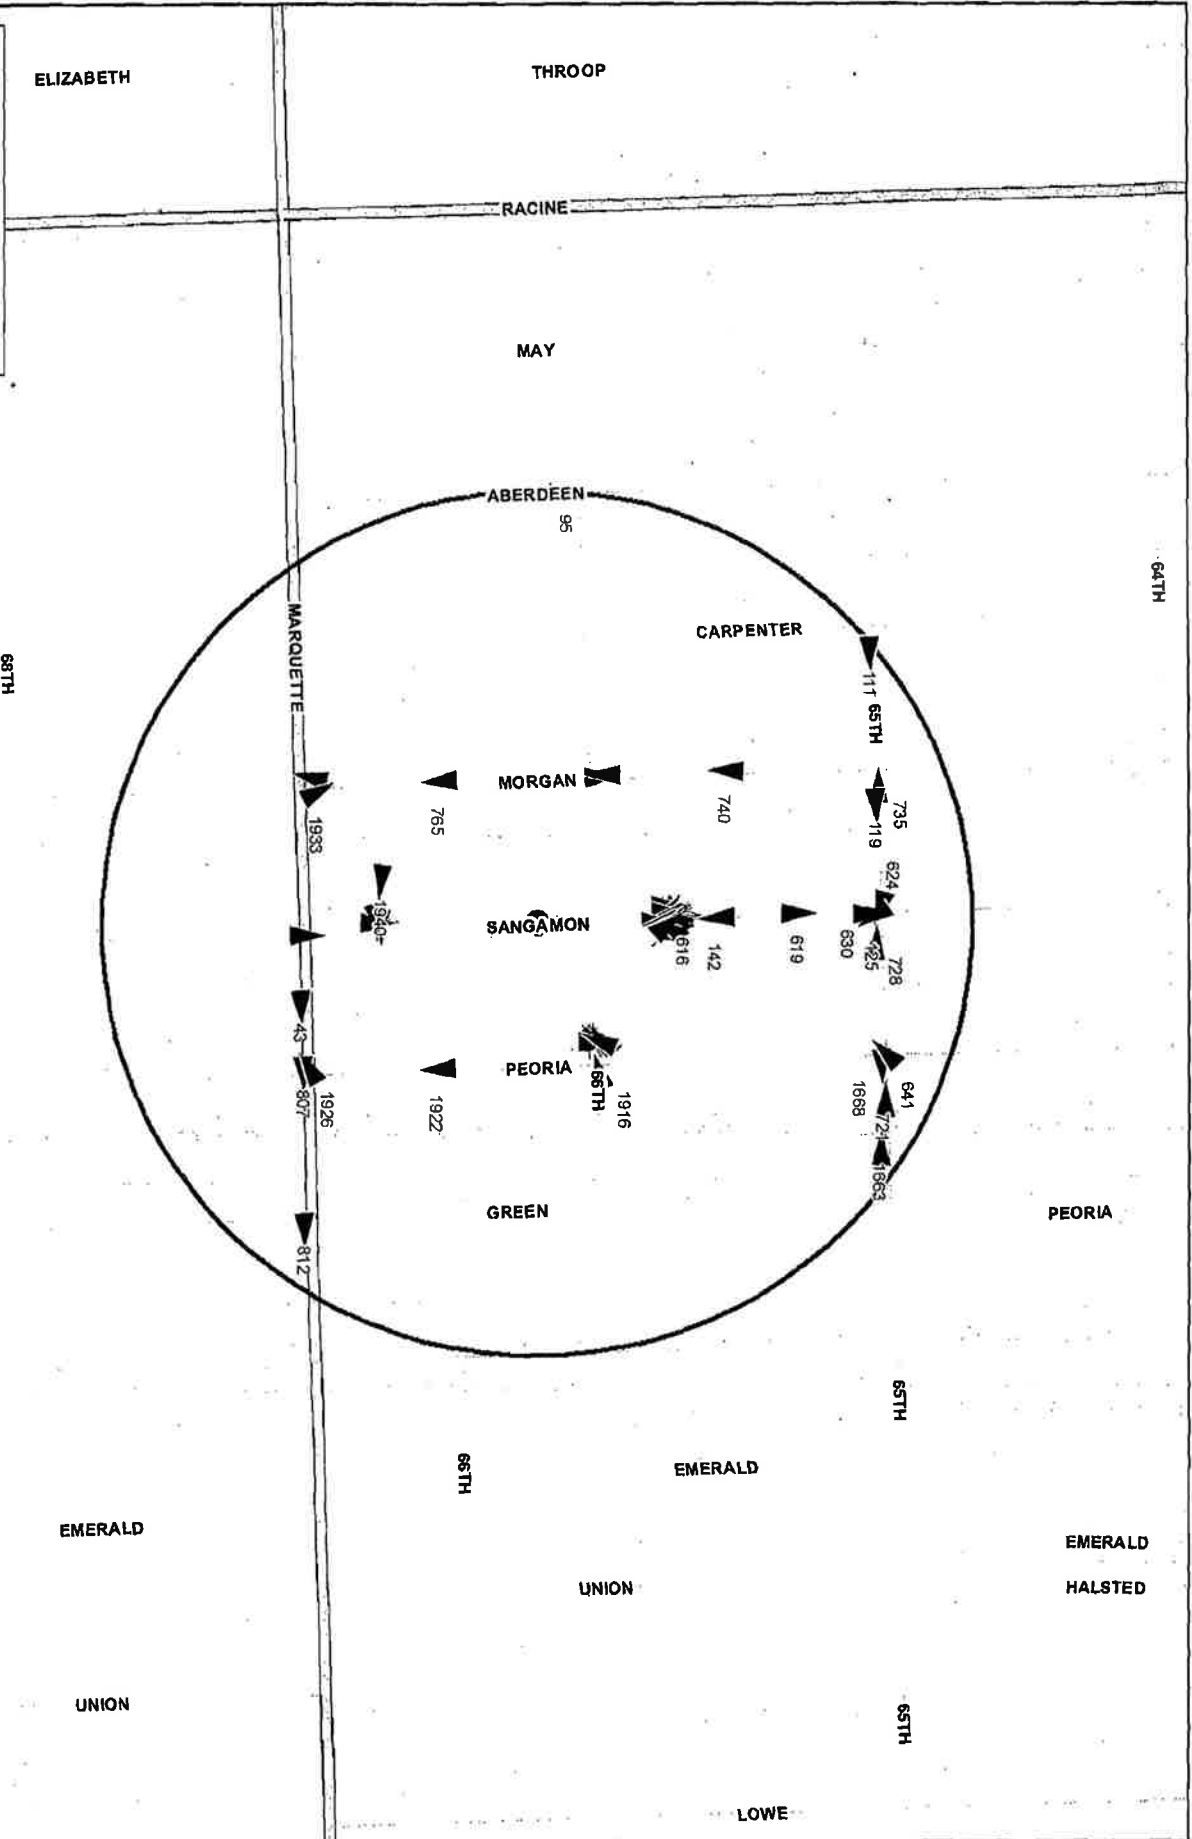 ELIZABETH
THROOP
RACINE
MAY
ABERDEEN
95
64TH
CARPENTER
68TH
MARQUETTE
111
65TH
MORGAN
765
740
735
119
1933
624
1940
SANGAMON
616
142
619
630
728
43
PEORIA
66TH
1916
1922
641
1668
721
1663
807
1926
GREEN
PEORIA
812
65TH
66TH
EMERALD
EMERALD
EMERALD
UNION
HALSTED
UNION
65TH
LOWE